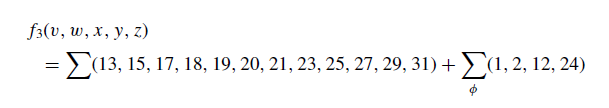 f₃(v, w, x, y, z)
= ∑(13, 15, 17, 18, 19, 20, 21, 23, 25, 27, 29, 31) + ∑(1, 2, 12, 24)
ϕ